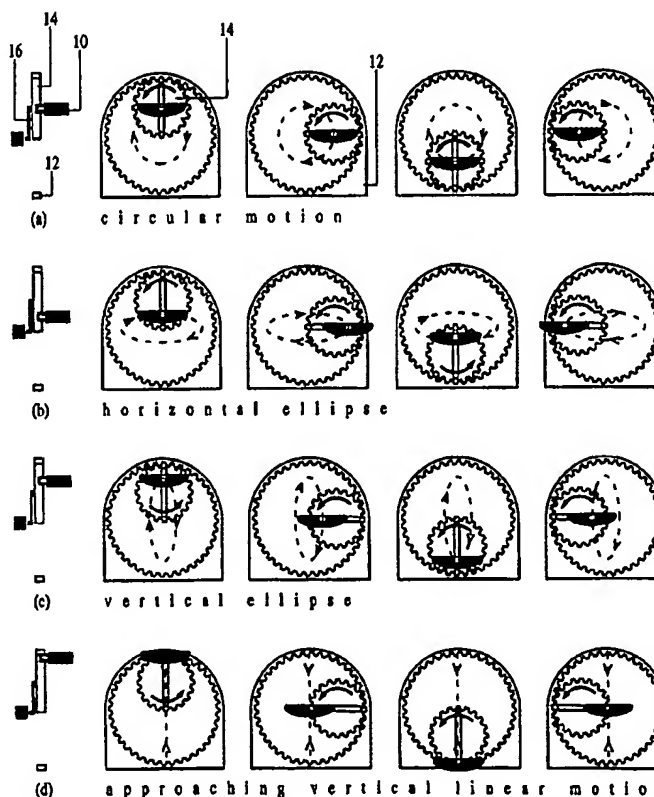 14
16
10
14
12
12
(a) circular motion
(b) horizontal ellipse
(c) vertical ellipse
(d) approaching vertical linear motio